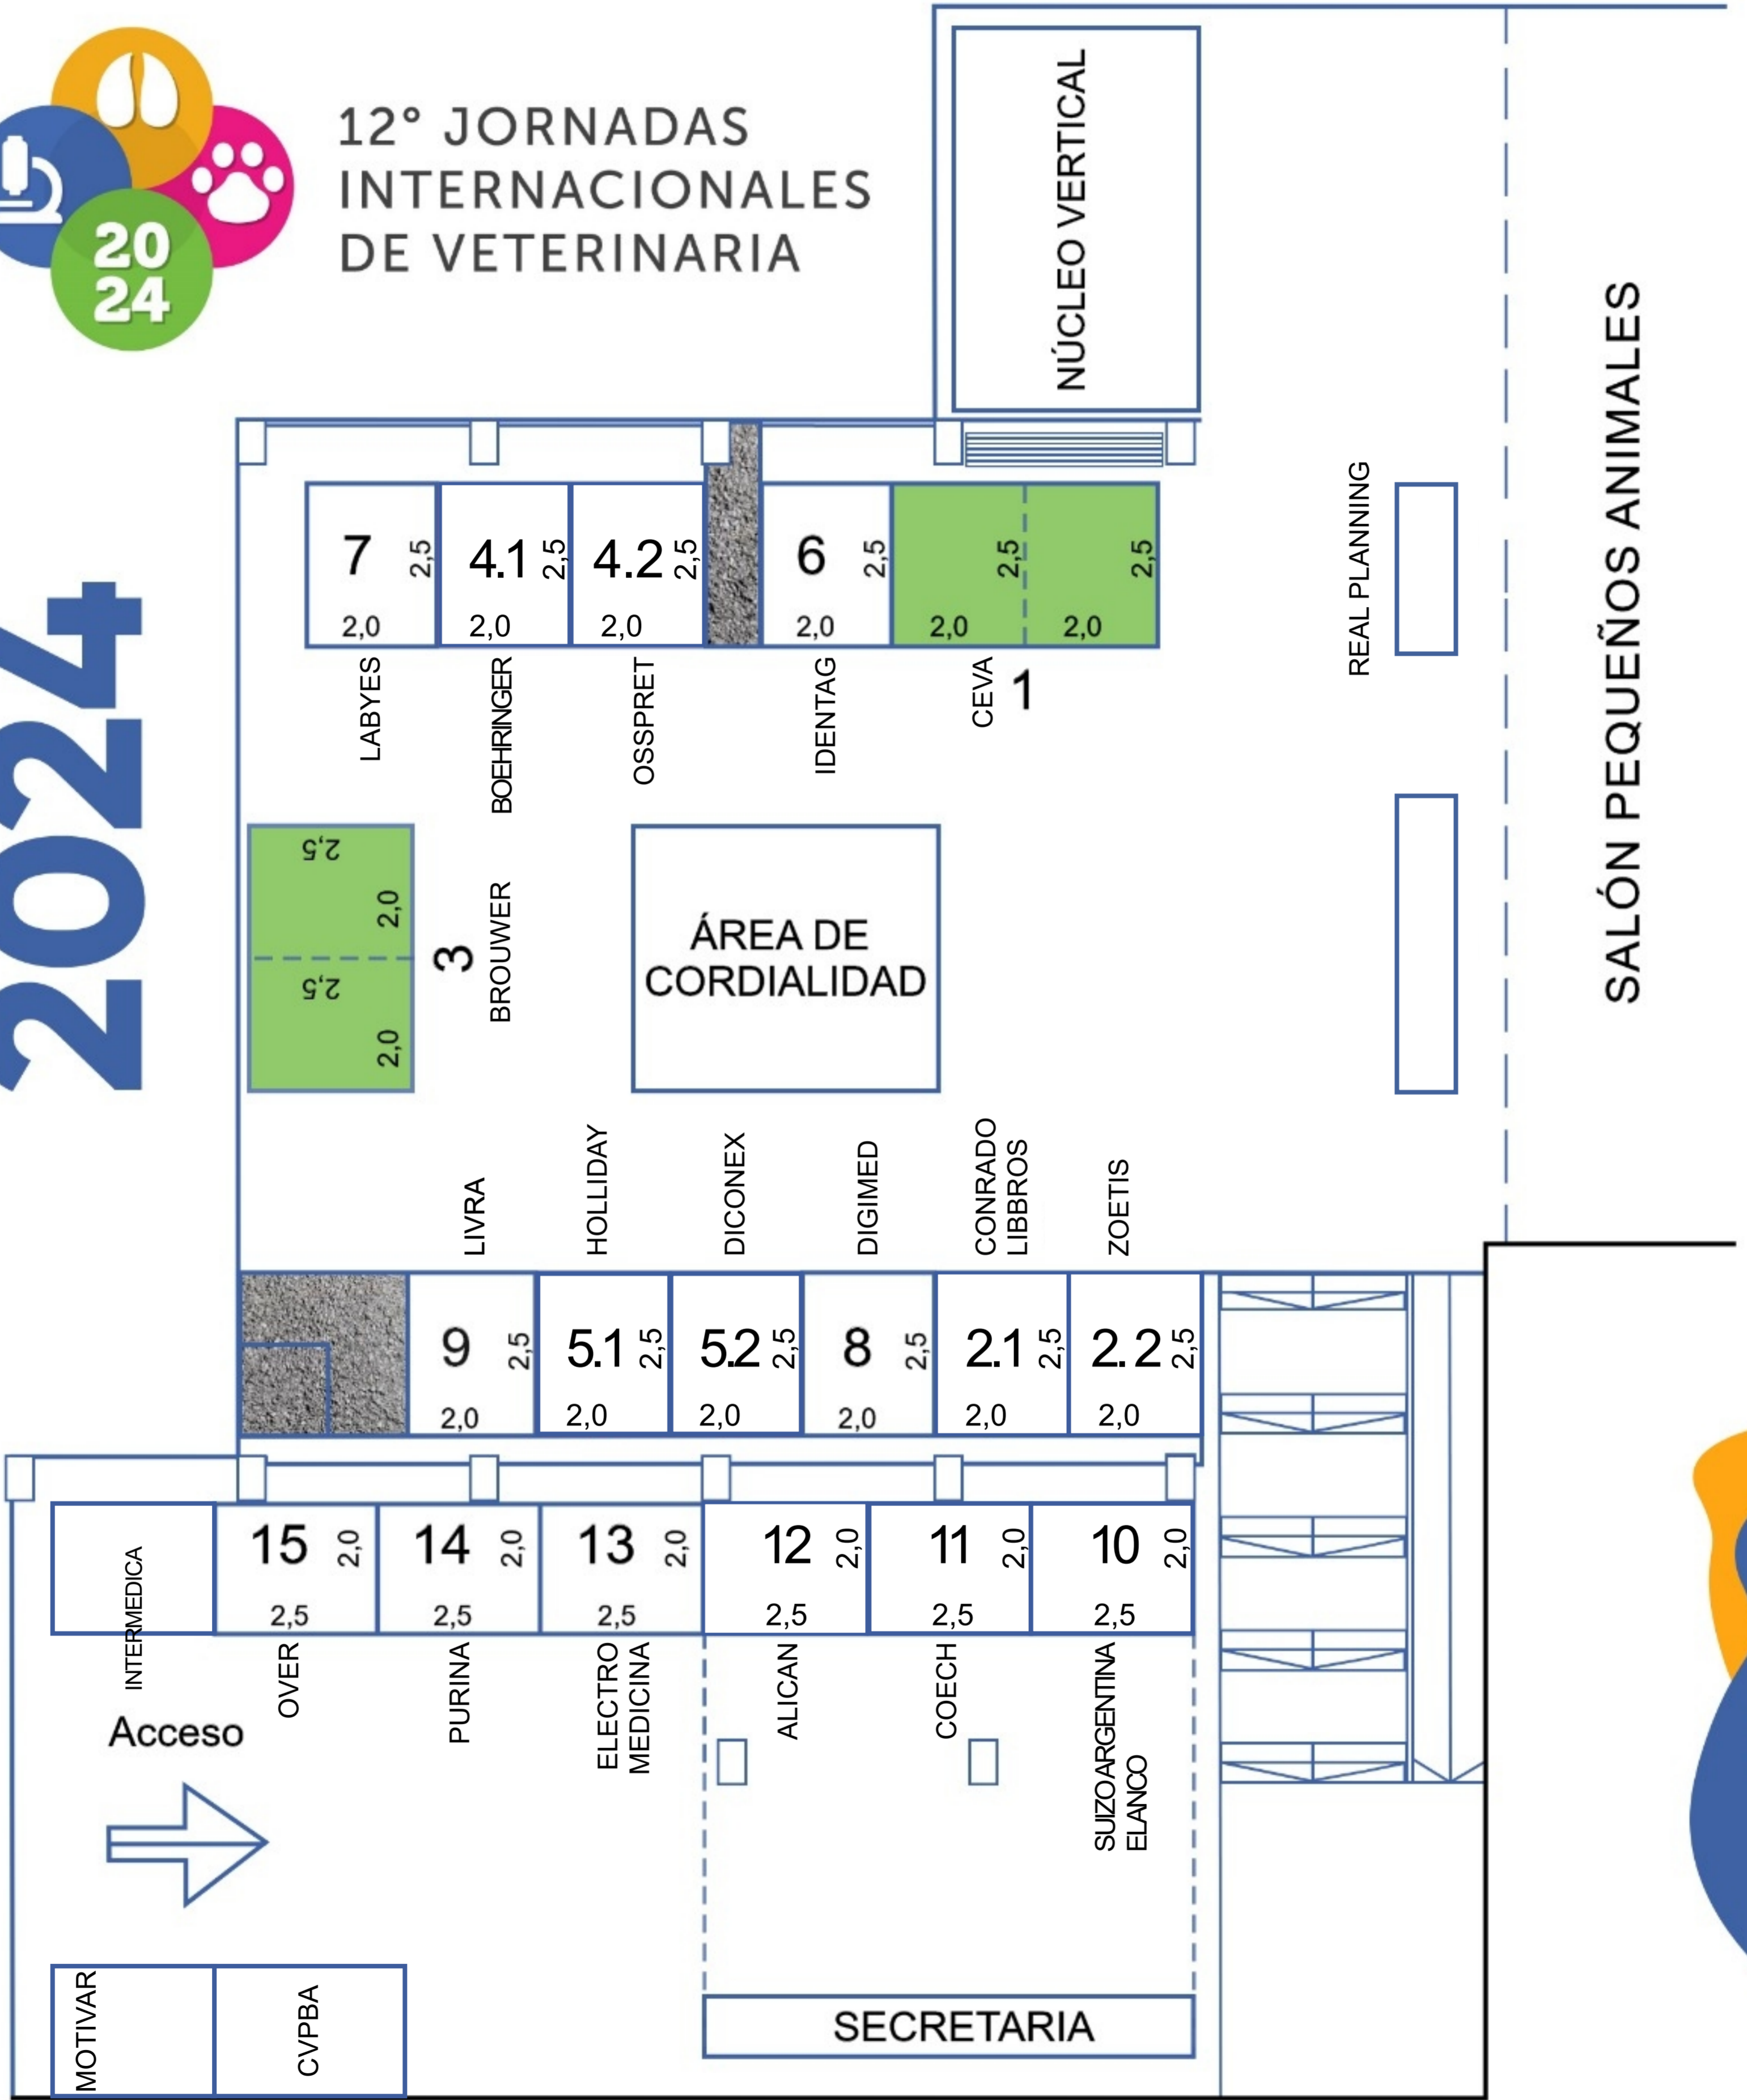 12° JORNADAS
INTERNACIONALES
DE VETERINARIA
20
24
2024
NÚCLEO VERTICAL
SALÓN PEQUEÑOS ANIMALES
REAL PLANNING
7
2,5
2,0
4.1
2,5
2,0
4.2
2,5
2,0
6
2,5
2,0
2,5
2,0
2,5
2,0
LABYES
BOEHRINGER
OSSPRET
IDENTAG
CEVA
1
2,5
2,0
2,5
2,0
3
BROUWER
ÁREA DE
CORDIALIDAD
LIVRA
HOLLIDAY
DICONEX
DIGIMED
CONRADO
LIBBROS
ZOETIS
9
2,5
2,0
5.1
2,5
2,0
5.2
2,5
2,0
8
2,5
2,0
2.1
2,5
2,0
2.2
2,5
2,0
INTERMEDICA
15
2,0
2,5
14
2,0
2,5
13
2,0
2,5
12
2,0
2,5
11
2,0
2,5
10
2,0
2,5
OVER
PURINA
ELECTRO
MEDICINA
ALICAN
COECH
SUIZO ARGENTINA
ELANCO
Acceso
MOTIVAR
CVPBA
SECRETARIA